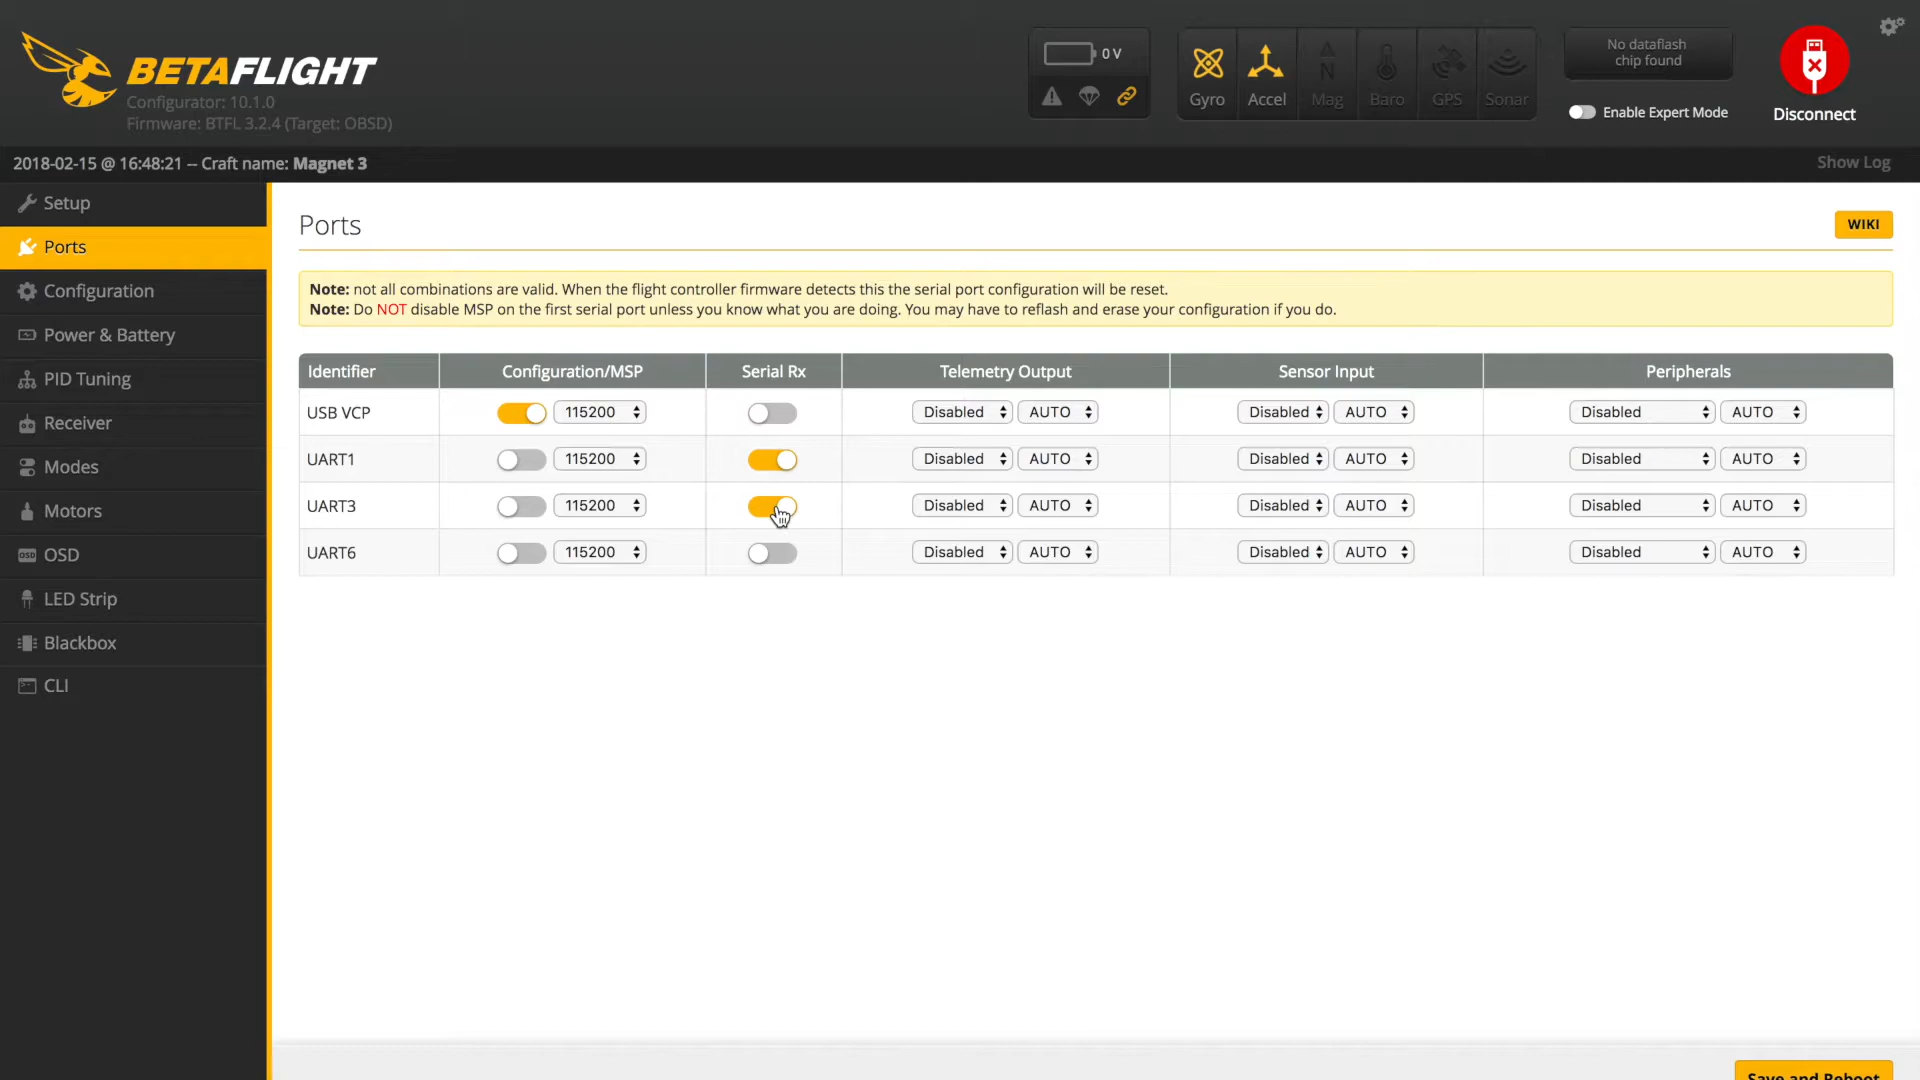 BETAFLIGHT
Configurator: 10.1.0
Firmware: BTFL 3.2.4 (Target: OBSD)
0 V
Gyro
Accel
Mag
Baro
GPS
Sonar
No dataflash
chip found
Enable Expert Mode
Disconnect
2018-02-15 @ 16:48:21 -- Craft name: Magnet 3
Show Log
Setup
Ports
Configuration
Power & Battery
PID Tuning
Receiver
Modes
Motors
OSD
OSD
LED Strip
Blackbox
CLI
Ports
WIKI
Note: not all combinations are valid. When the flight controller firmware detects this the serial port configuration will be reset.
Note: Do NOT disable MSP on the first serial port unless you know what you are doing. You may have to reflash and erase your configuration if you do.
Identifier Configuration/MSP Serial Rx Telemetry Output Sensor Input Peripherals
USB VCP 115200 Disabled AUTO Disabled AUTO Disabled AUTO
UART1 115200 Disabled AUTO Disabled AUTO Disabled AUTO
UART3 115200 Disabled AUTO Disabled AUTO Disabled AUTO
UART6 115200 Disabled AUTO Disabled AUTO Disabled AUTO
Save and Reboot